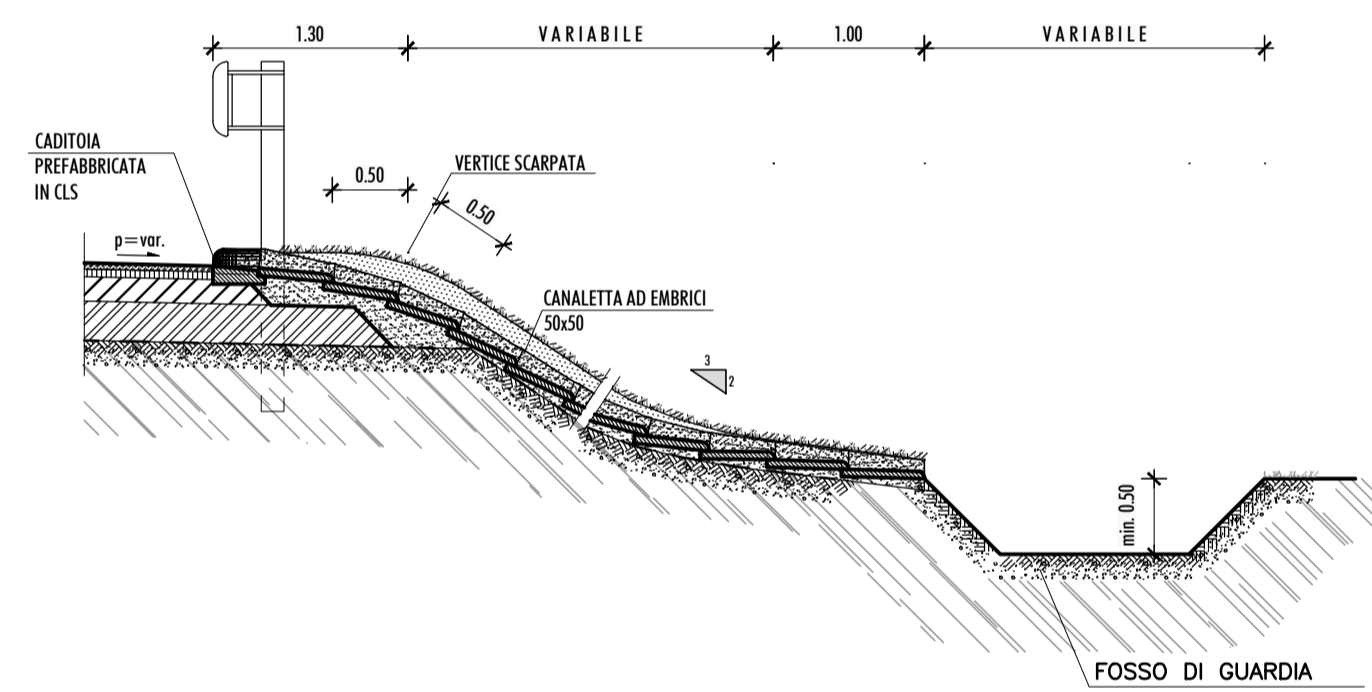 1.30
VARIABILE
1.00
VARIABILE
CADITOIA
PREFABBRICATA
IN CLS
0.50
VERTICE SCARPATA
0.50
p=var.
CANALETTA AD EMBRICI
50x50
3
2
min. 0.50
FOSSO DI GUARDIA